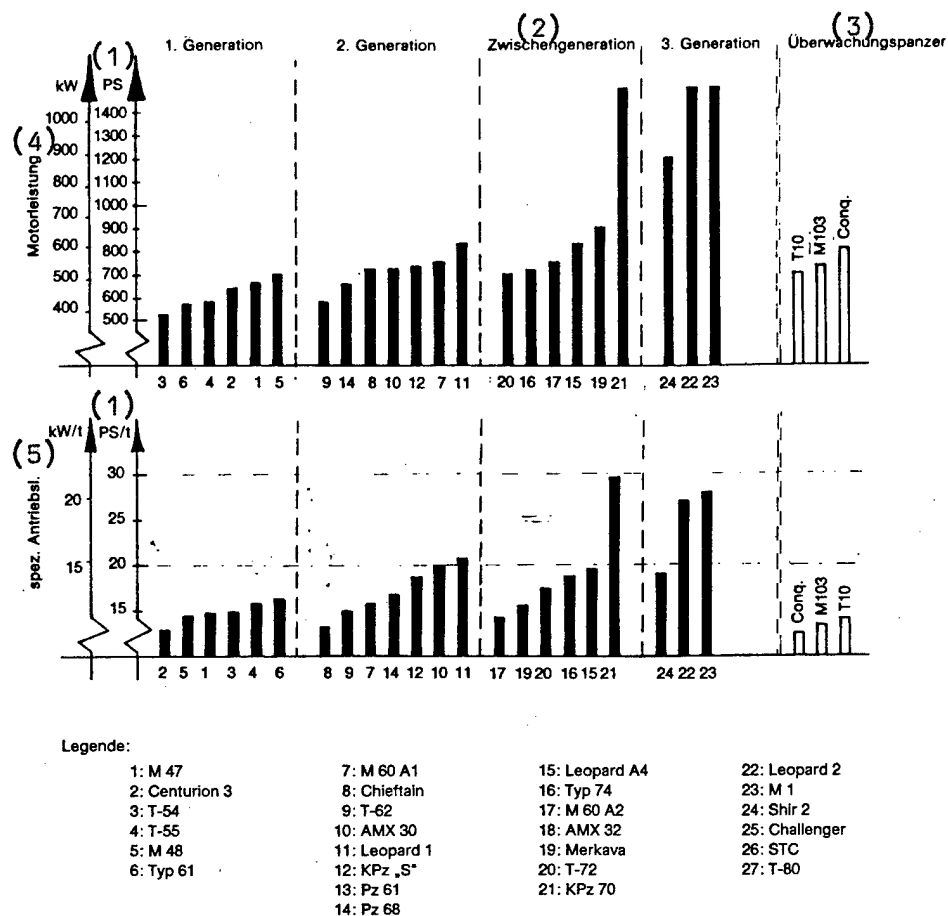 (1) (2) (3)
1. Generation 2. Generation Zwischengeneration 3. Generation Überwachungspanzer
kW PS
(4) Motorleistung
1000
900
800
700
600
500
400
1400
1300
1200
1100
1000
900
800
700
600
500
T10
M103
Conq.
3 6 4 2 1 5 9 14 8 10 12 7 11 20 16 17 15 19 21 24 22 23
(1)
kW/t PS/t
(5) spez. Antriebsl.
20
15
30
25
20
15
Conq.
M103
T10
2 5 1 3 4 6 8 9 7 14 12 10 11 17 19 20 16 15 21 24 22 23
Legende:
1: M 47
2: Centurion 3
3: T-54
4: T-55
5: M 48
6: Typ 61
7: M 60 A1
8: Chieftain
9: T-62
10: AMX 30
11: Leopard 1
12: KPz „S"
13: Pz 61
14: Pz 68
15: Leopard A4
16: Typ 74
17: M 60 A2
18: AMX 32
19: Merkava
20: T-72
21: KPz 70
22: Leopard 2
23: M 1
24: Shir 2
25: Challenger
26: STC
27: T-80